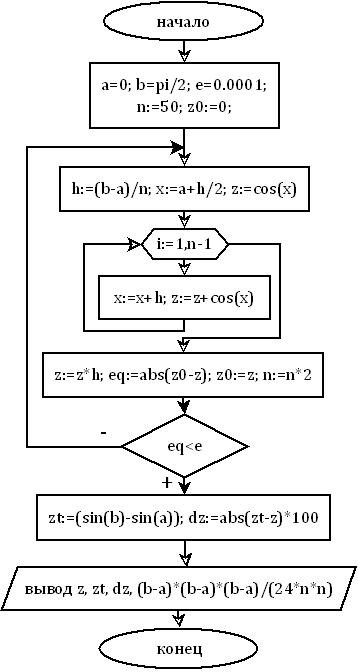 начало
a=0; b=pi/2; e=0.0001;
n:=50; z0:=0;
h:=(b-a)/n; x:=a+h/2; z:=cos(x)
i:=1,n-1
x:=x+h; z:=z+cos(x)
z:=z*h; eq:=abs(z0-z); z0:=z; n:=n*2
-
eq<e
+
zt:=(sin(b)-sin(a)); dz:=abs(zt-z)*100
вывод z, zt, dz, (b-a)*(b-a)*(b-a)/(24*n*n)
конец